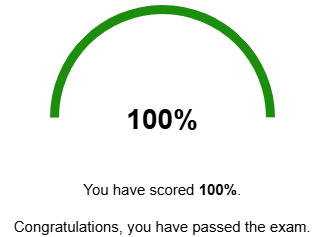 100%
You have scored 100%.
Congratulations, you have passed the exam.